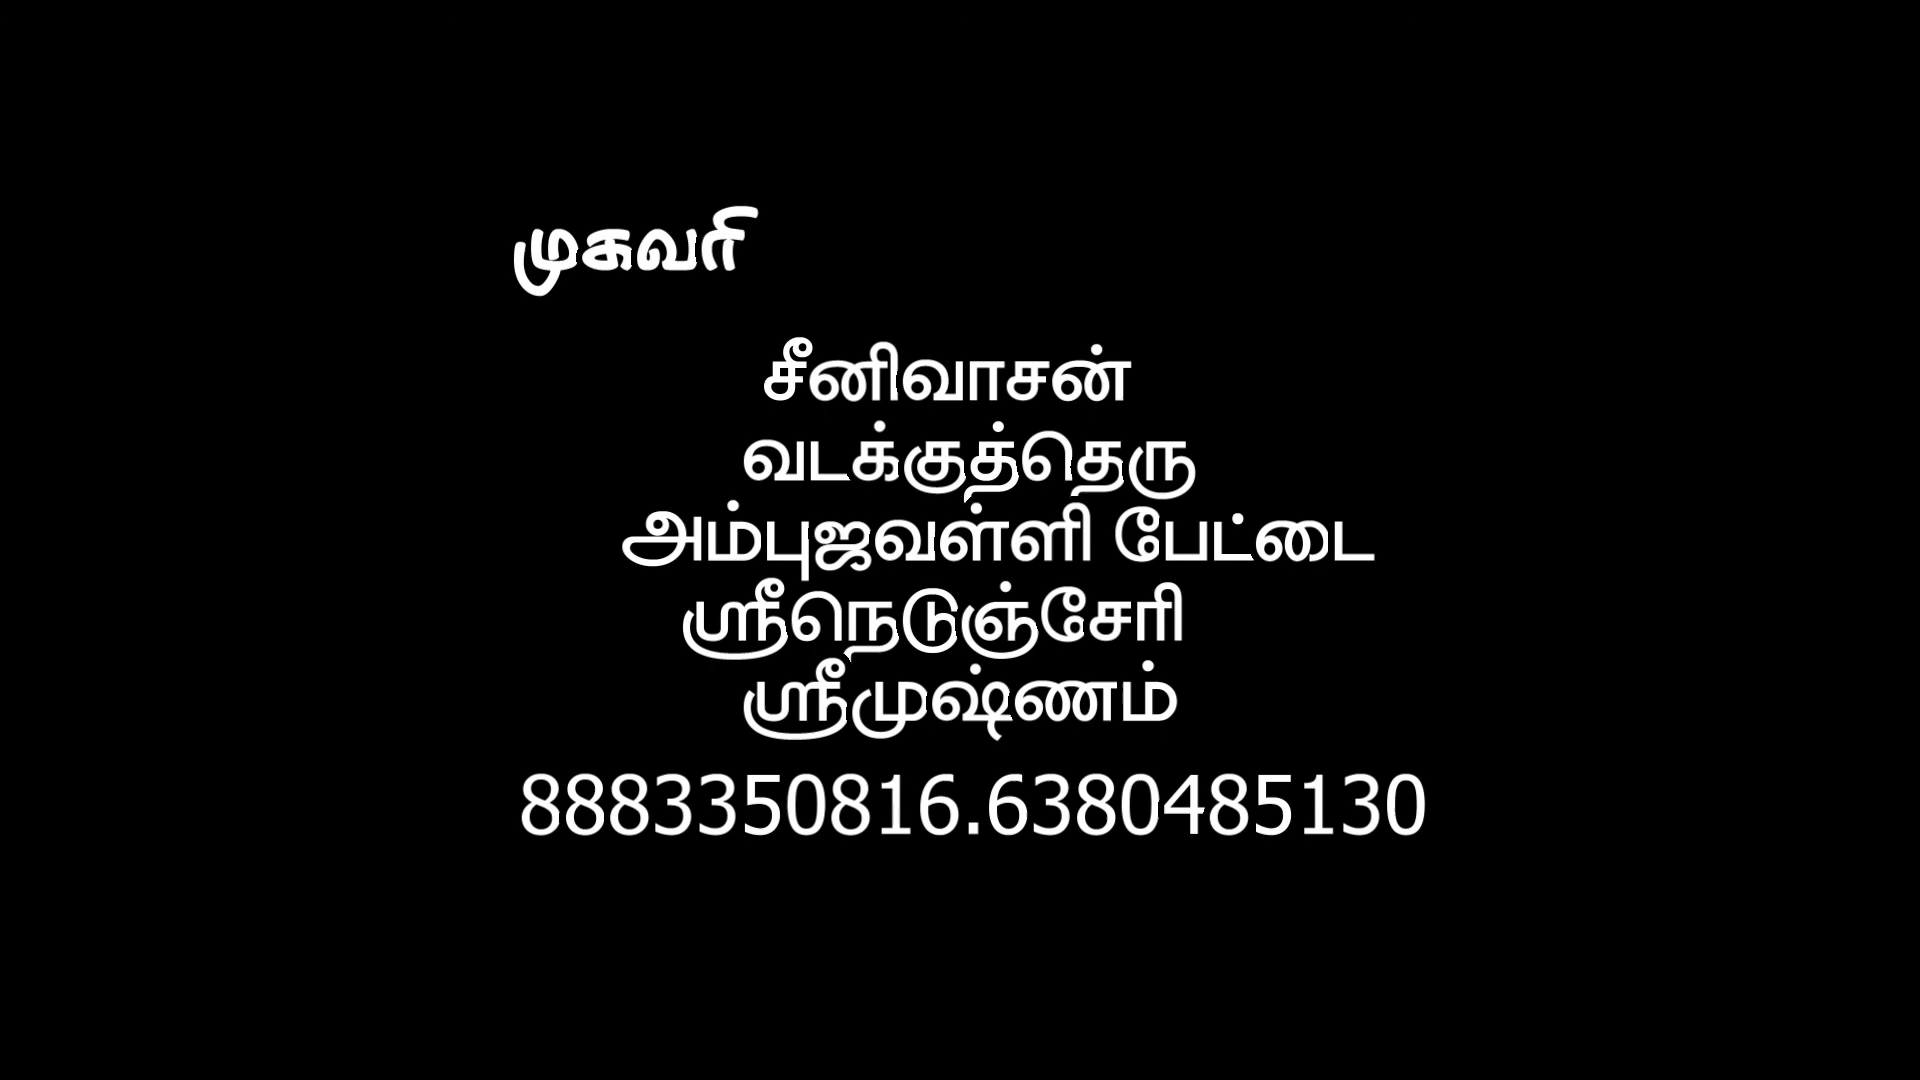 முகவரி
சீனிவாசன்
வடக்குத்தெரு
அம்புஜவள்ளி பேட்டை
ஸ்ரீநெடுஞ்சேரி
ஸ்ரீமுஷ்ணம்
8883350816.6380485130